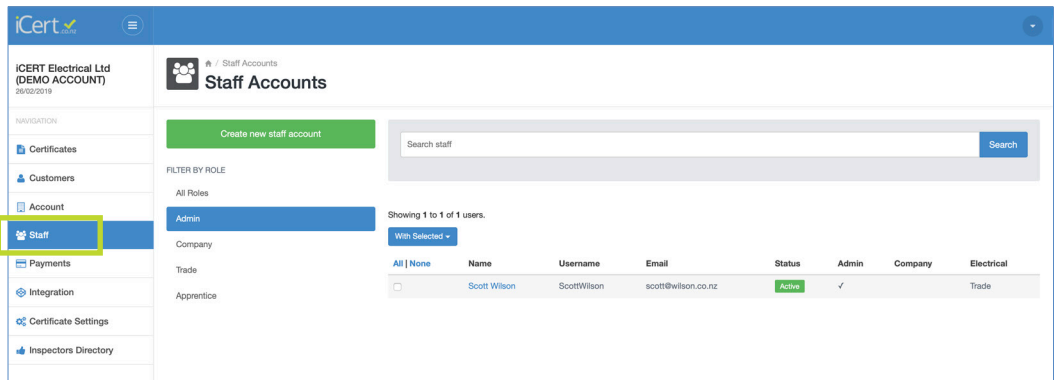 iCert.co.nz
iCERT Electrical Ltd
(DEMO ACCOUNT)
26/02/2019
NAVIGATION
Certificates
Customers
Account
Staff
Payments
Integration
Certificate Settings
Inspectors Directory
/ Staff Accounts
Staff Accounts
Create new staff account
FILTER BY ROLE
All Roles
Admin
Company
Trade
Apprentice
Search staff
Search
Showing 1 to 1 of 1 users.
With Selected
All | None Name Username Email Status Admin Company Electrical
Scott Wilson ScottWilson scott@wilson.co.nz Active ✓ Trade